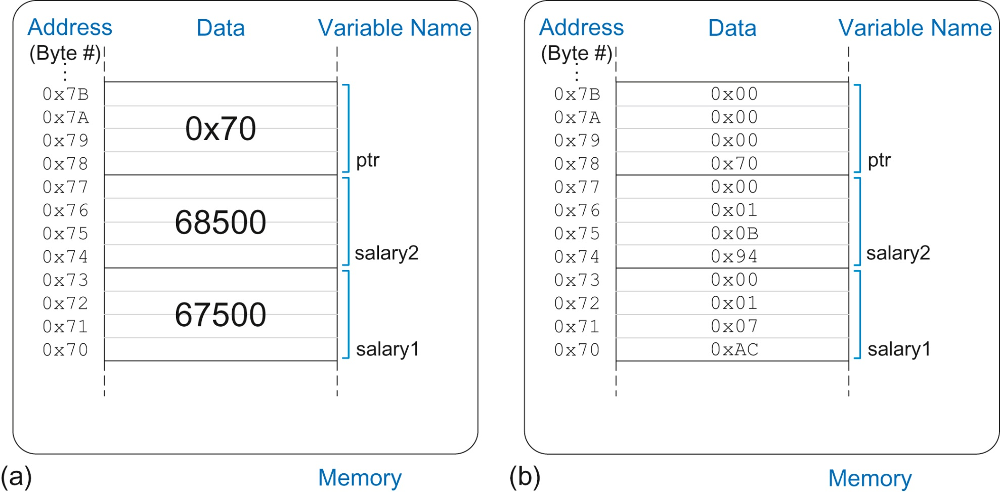 Address Data Variable Name
(Byte #)
0x7B
0x7A
0x70
0x79
0x78 ptr
0x77
0x76
68500
0x75
0x74 salary2
0x73
0x72
67500
0x71
0x70 salary1
(a) Memory
Address Data Variable Name
(Byte #)
0x7B 0x00
0x7A 0x00
0x79 0x00
0x78 0x70 ptr
0x77 0x00
0x76 0x01
0x75 0x0B
0x74 0x94 salary2
0x73 0x00
0x72 0x01
0x71 0x07
0x70 0xAC salary1
(b) Memory